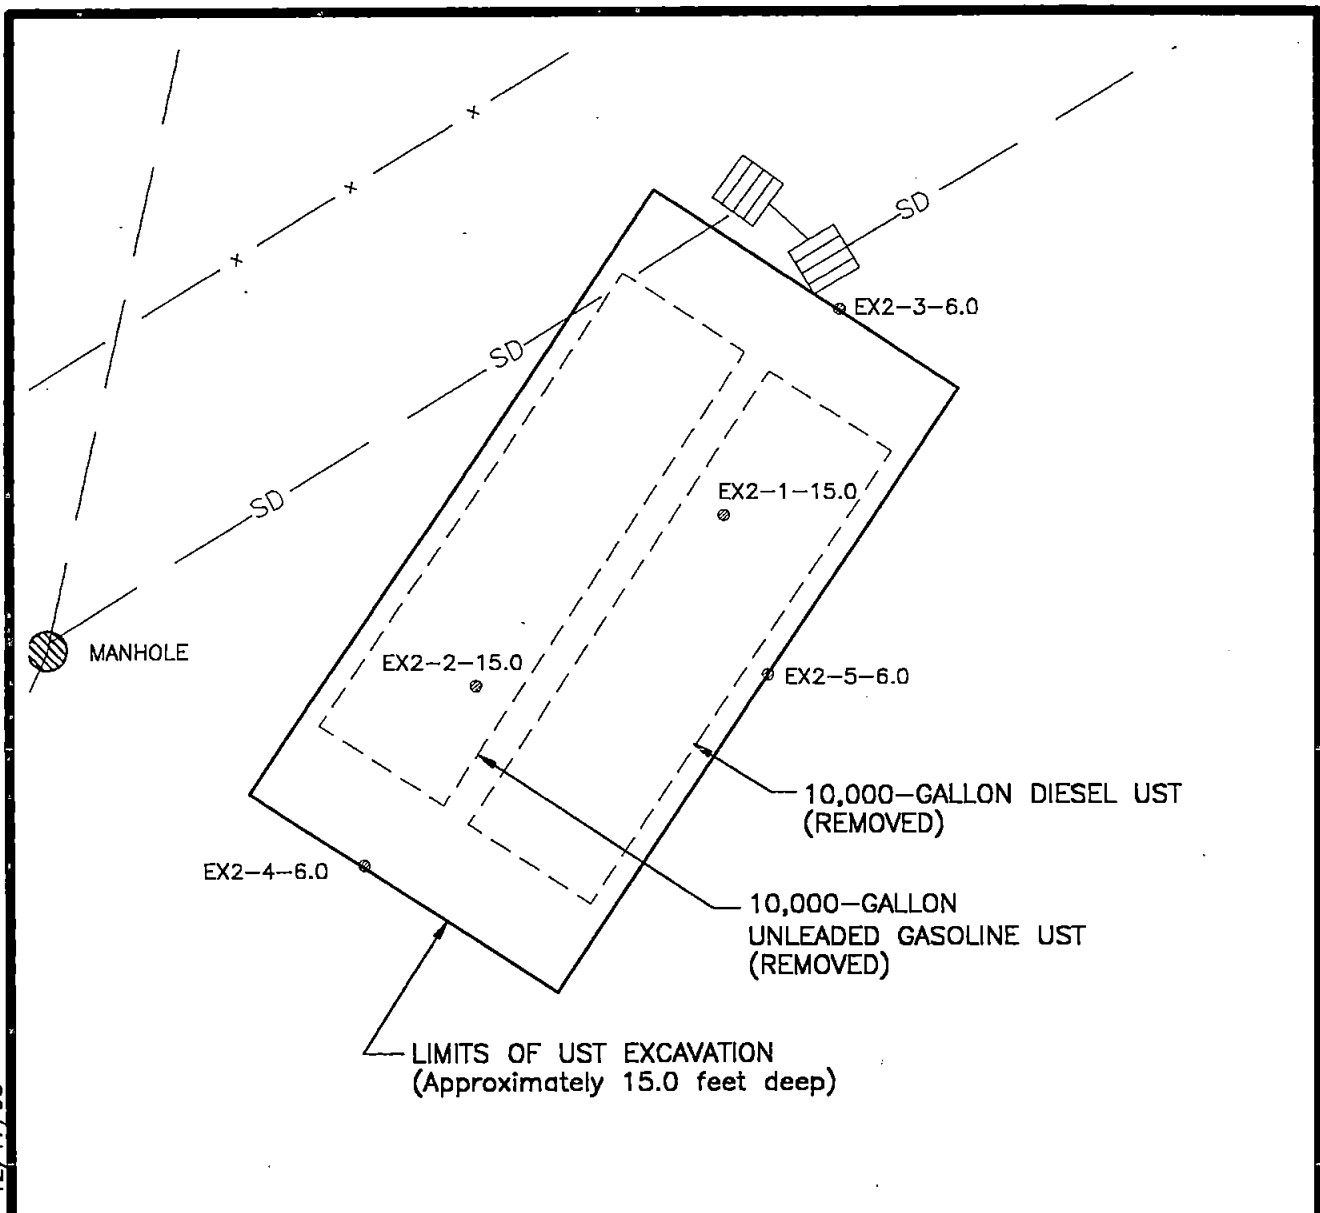 SD
EX2-3-6.0
SD
EX2-1-15.0
SD
MANHOLE
EX2-2-15.0
EX2-5-6.0
10,000-GALLON DIESEL UST
(REMOVED)
EX2-4-6.0
10,000-GALLON
UNLEADED GASOLINE UST
(REMOVED)
LIMITS OF UST EXCAVATION
(Approximately 15.0 feet deep)